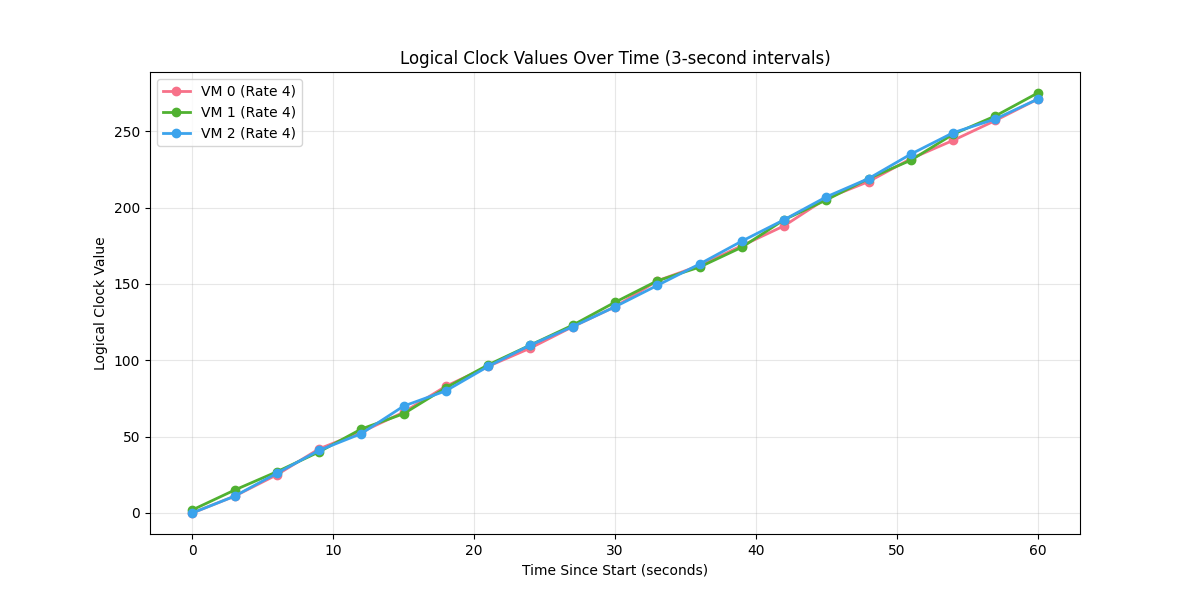 Logical Clock Values Over Time (3-second intervals)
VM 0 (Rate 4)
VM 1 (Rate 4)
VM 2 (Rate 4)
Logical Clock Value
250
200
150
100
50
0
0 10 20 30 40 50 60
Time Since Start (seconds)